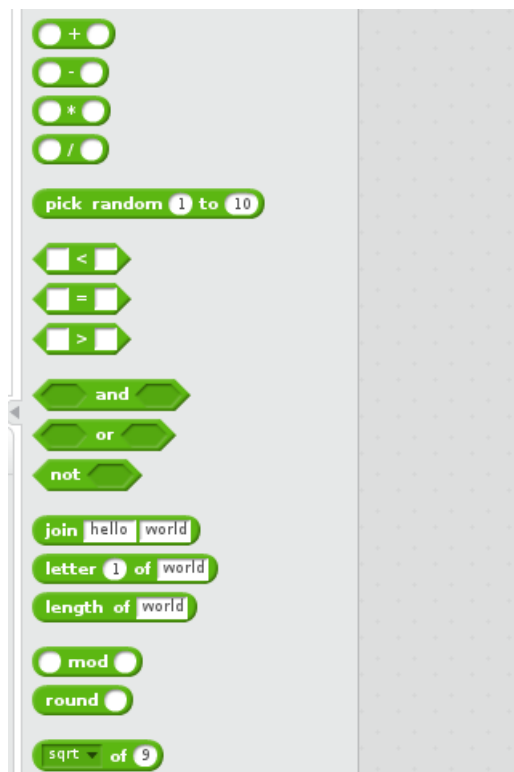 +
-
*
/
pick random 1 to 10
<
=
>
and
or
not
join hello world
letter 1 of world
length of world
mod
round
sqrt of 9